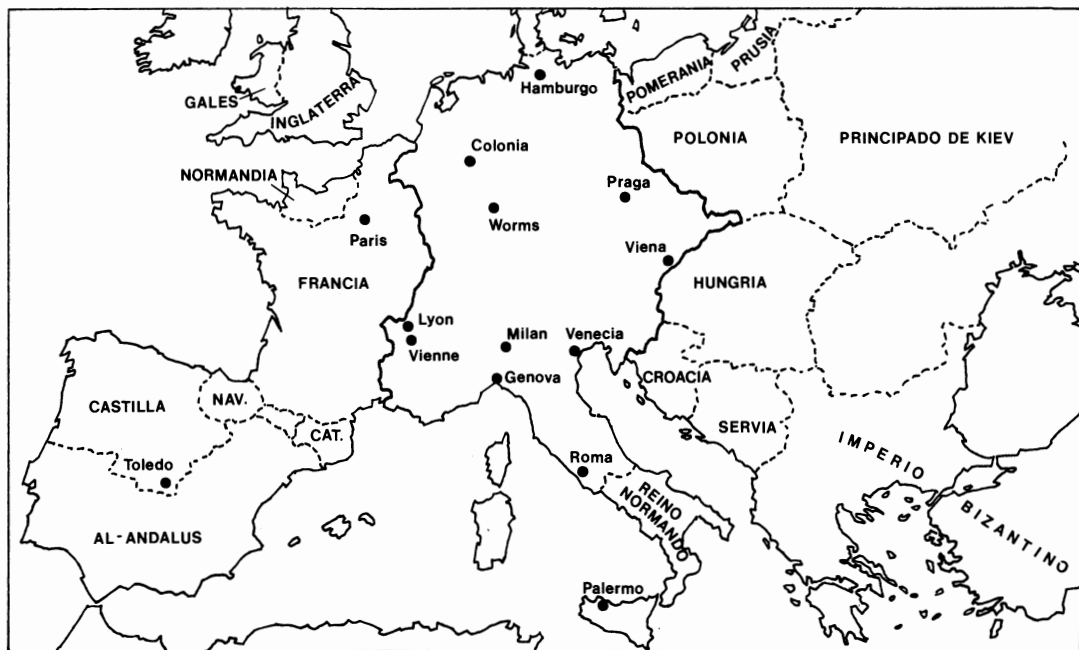 GALES
INGLATERRA
Hamburgo
POMERANIA
PRUSIA
POLONIA
PRINCIPADO DE KIEV
Colonia
NORMANDIA
Praga
Worms
Paris
Viena
FRANCIA
HUNGRIA
Lyon
Vienne
Milan
Venecia
Genova
CROACIA
CASTILLA
NAV.
CAT.
SERVIA
Toledo
Roma
IMPERIO
BIZANTINO
REINO
NORMANDO
AL-ANDALUS
Palermo